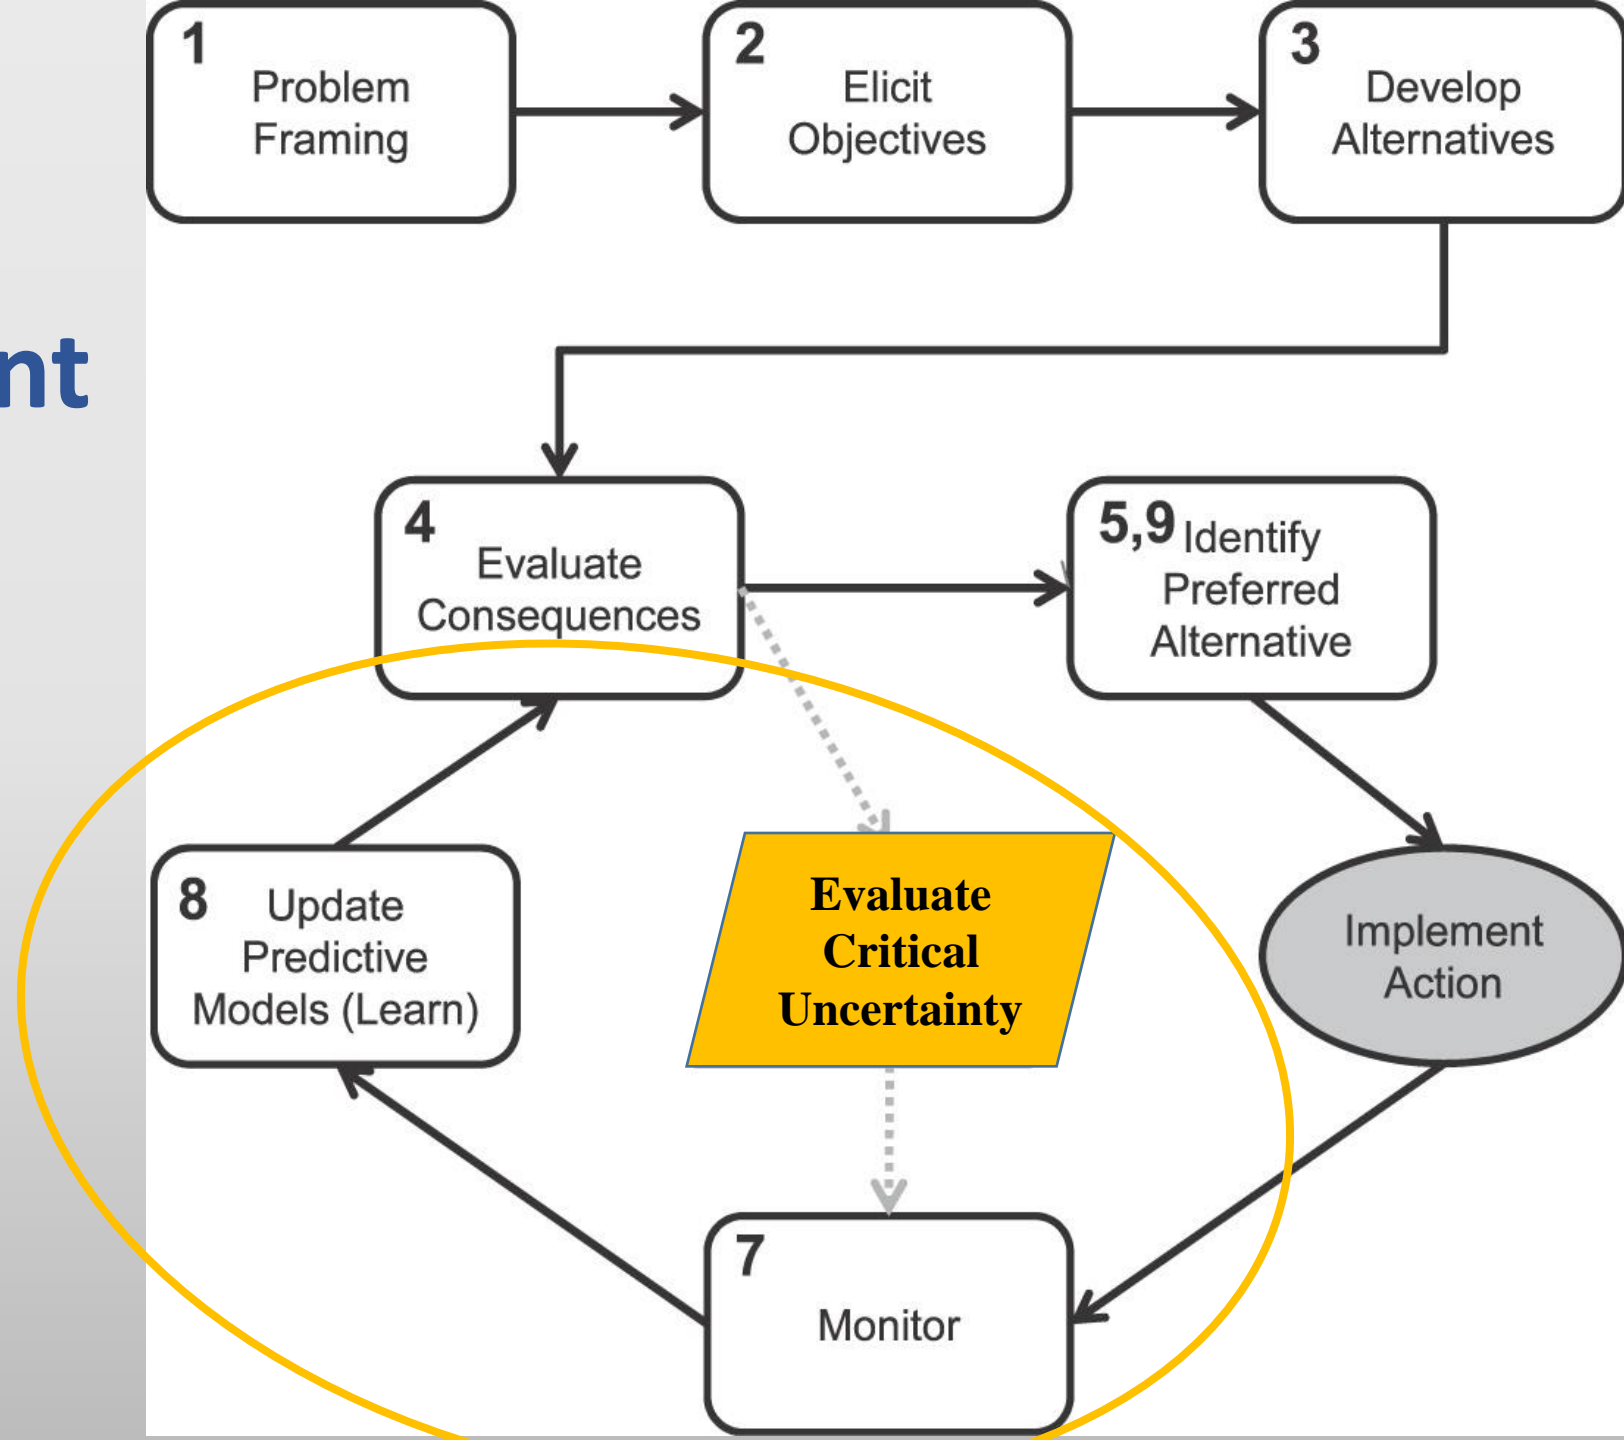 1
Problem
Framing
2
Elicit
Objectives
3
Develop
Alternatives
nt
4
Evaluate
Consequences
5,9 Identify
Preferred
Alternative
8 Update
Predictive
Models (Learn)
Evaluate
Critical
Uncertainty
Implement
Action
7
Monitor